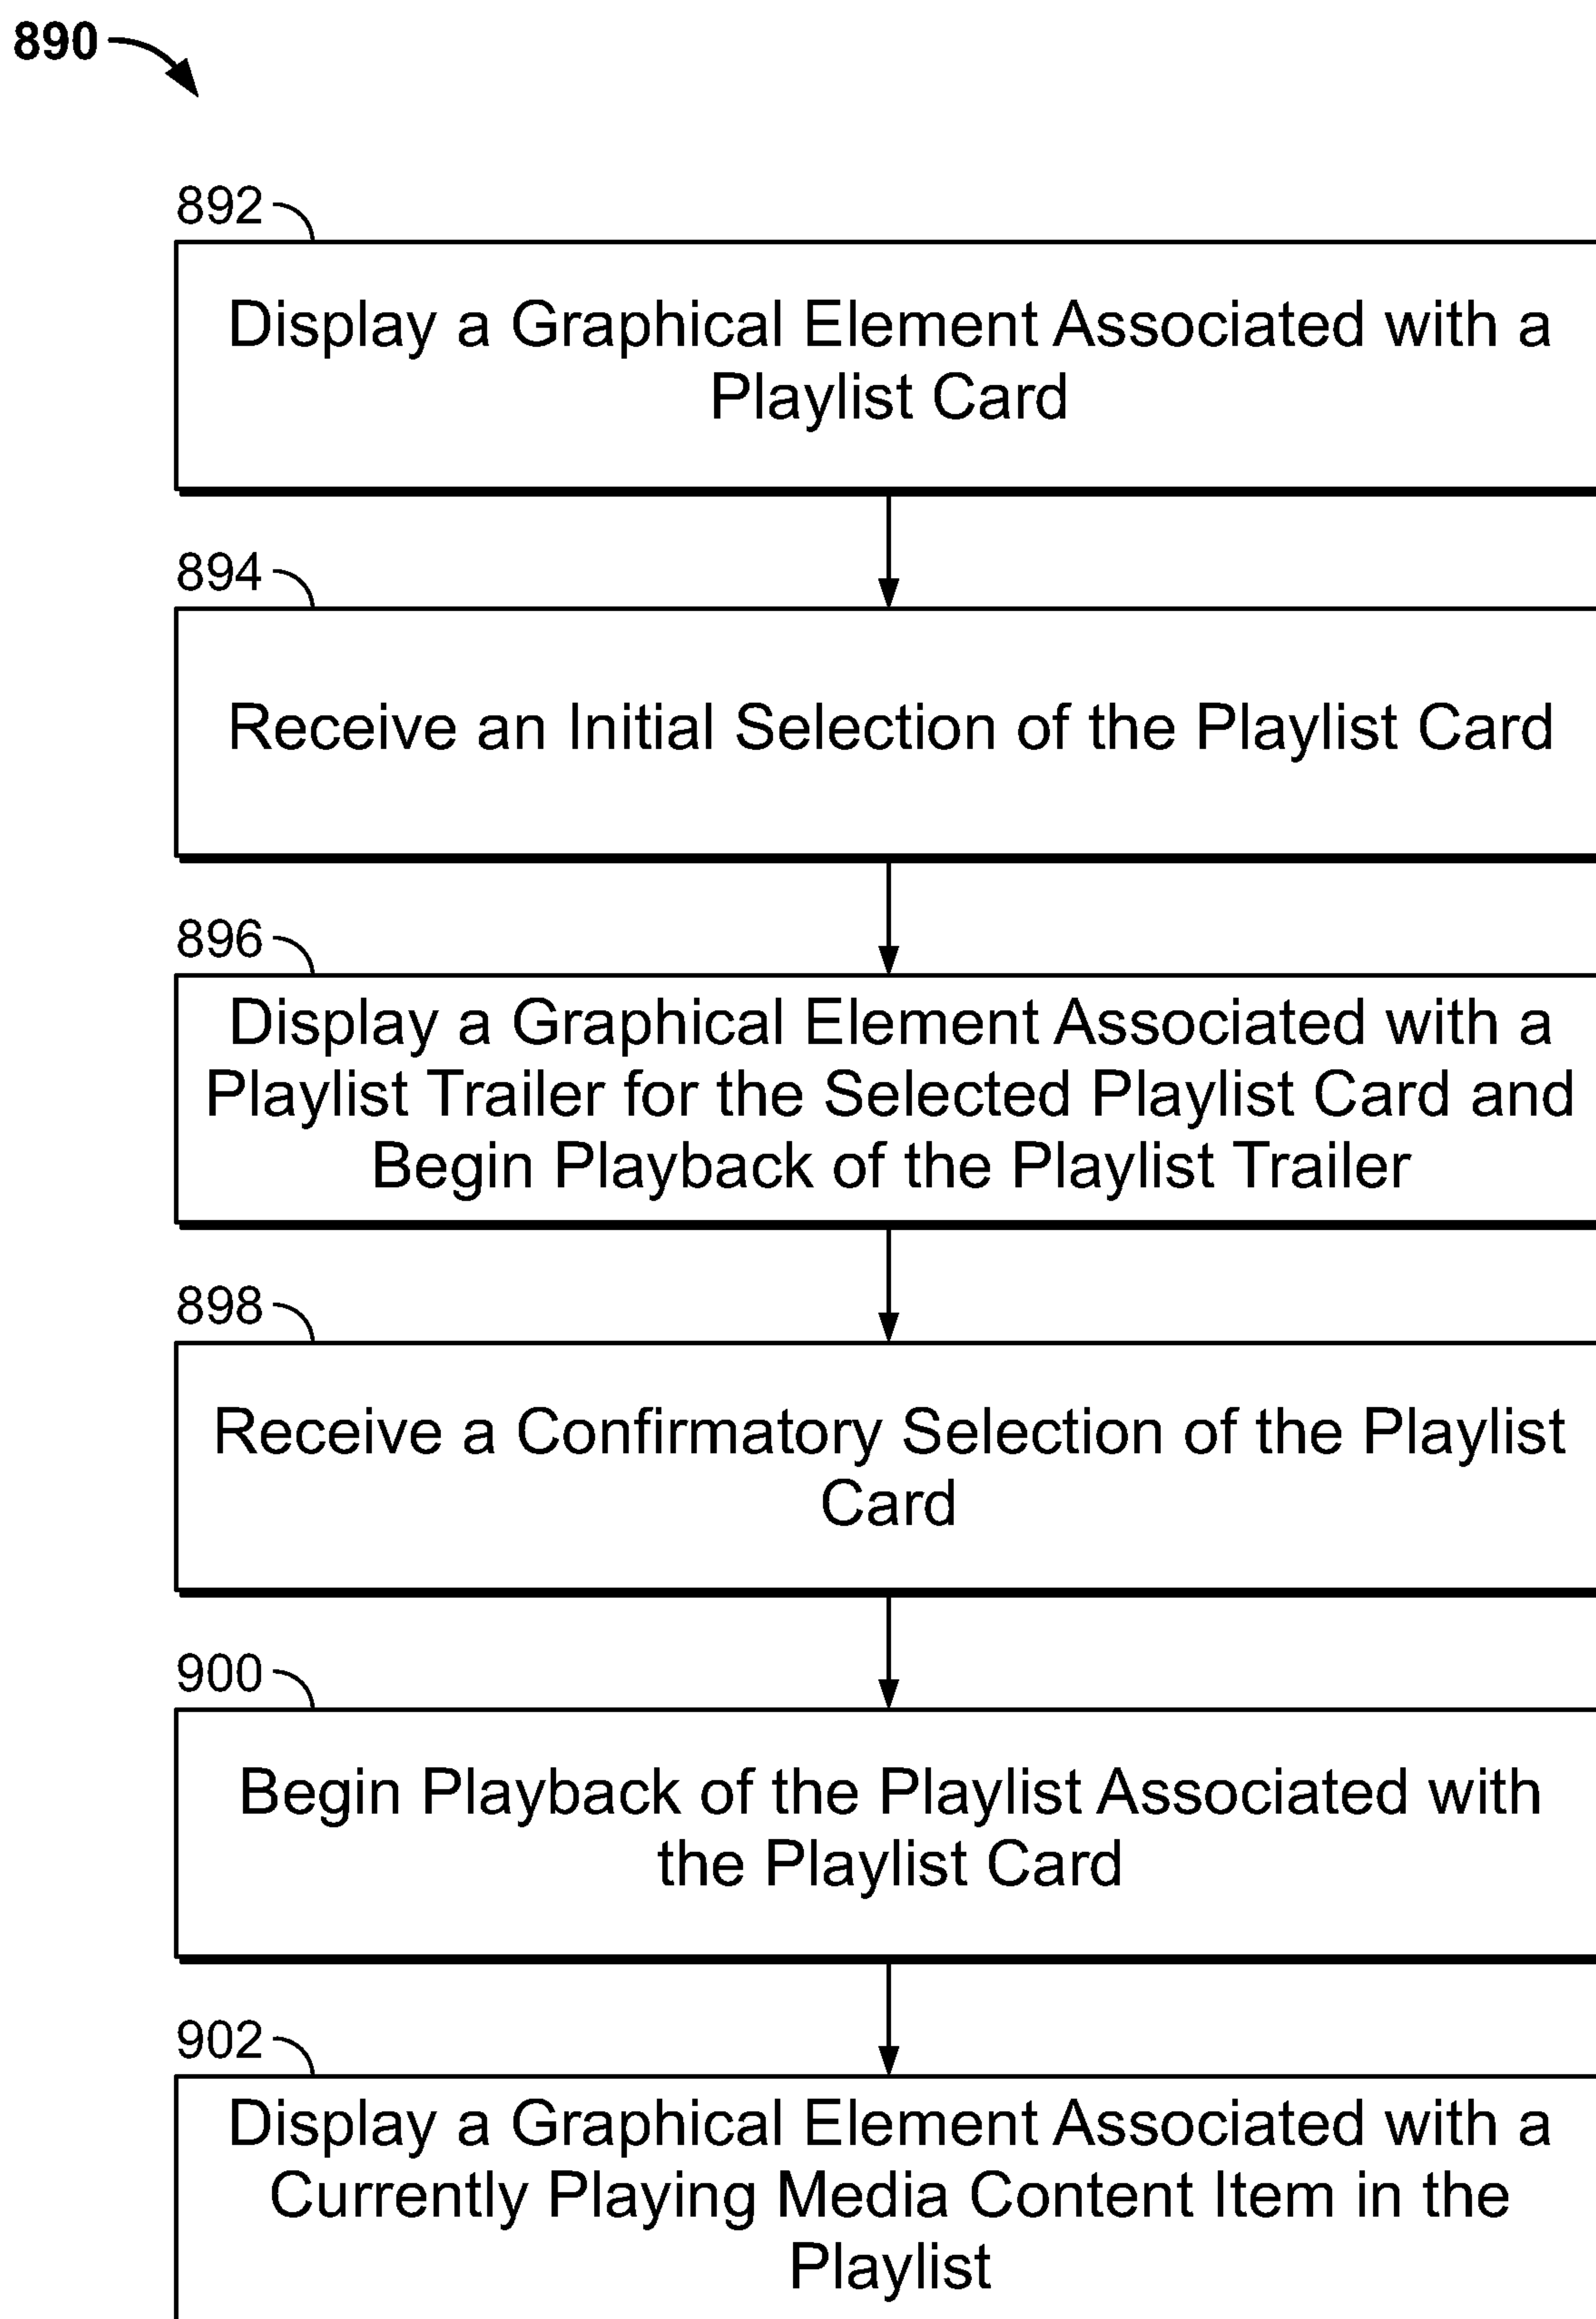 890
892
Display a Graphical Element Associated with a
Playlist Card
894
Receive an Initial Selection of the Playlist Card
896
Display a Graphical Element Associated with a
Playlist Trailer for the Selected Playlist Card and
Begin Playback of the Playlist Trailer
898
Receive a Confirmatory Selection of the Playlist
Card
900
Begin Playback of the Playlist Associated with
the Playlist Card
902
Display a Graphical Element Associated with a
Currently Playing Media Content Item in the
Playlist